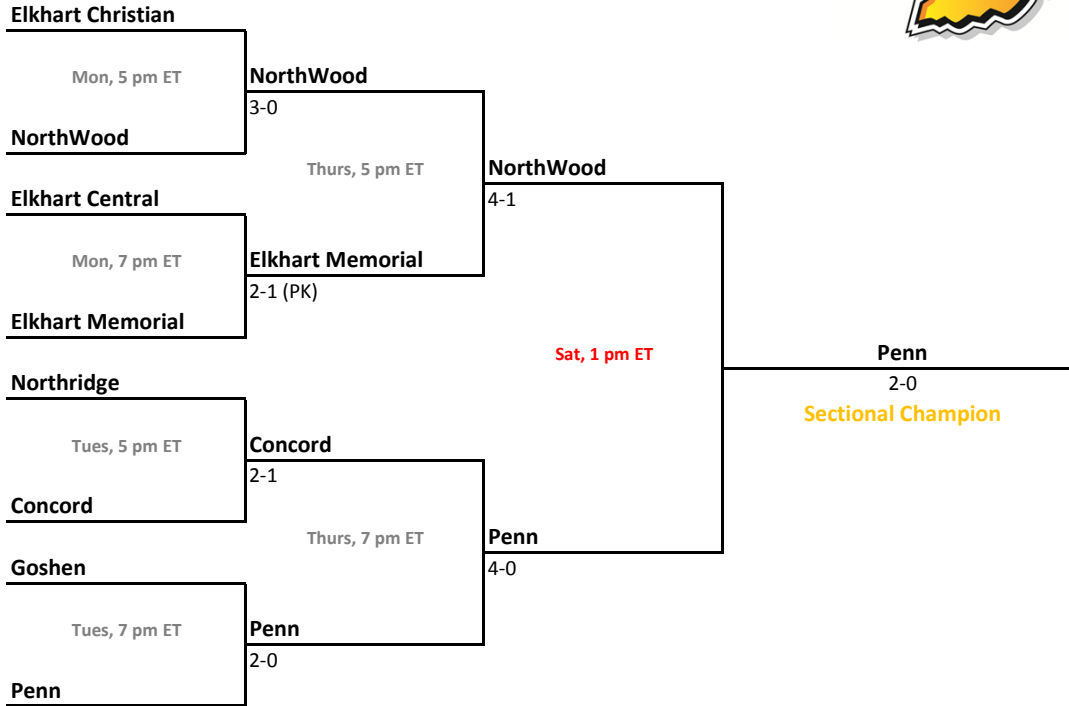 Elkhart Christian
Mon, 5 pm ET
NorthWood
3-0
NorthWood
Thurs, 5 pm ET
NorthWood
4-1
Elkhart Central
Mon, 7 pm ET
Elkhart Memorial
2-1 (PK)
Elkhart Memorial
Sat, 1 pm ET
Penn
2-0
Sectional Champion
Northridge
Tues, 5 pm ET
Concord
2-1
Concord
Thurs, 7 pm ET
Penn
4-0
Goshen
Tues, 7 pm ET
Penn
2-0
Penn